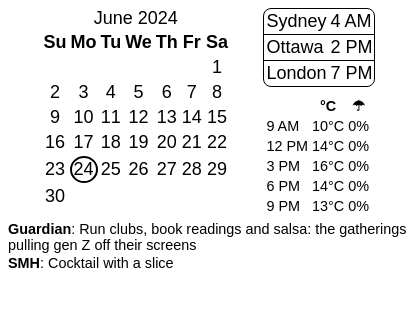 June 2024
Su Mo Tu We Th Fr Sa
1
2 3 4 5 6 7 8
9 10 11 12 13 14 15
16 17 18 19 20 21 22
23 24 25 26 27 28 29
30
Sydney 4 AM
Ottawa 2 PM
London 7 PM
°C ☂
9 AM 10°C 0%
12 PM 14°C 0%
3 PM 16°C 0%
6 PM 14°C 0%
9 PM 13°C 0%
Guardian: Run clubs, book readings and salsa: the gatherings
pulling gen Z off their screens
SMH: Cocktail with a slice